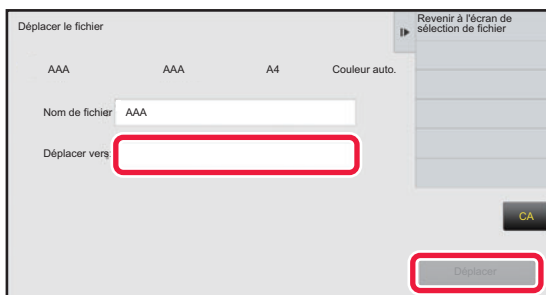 Déplacer le fichier
Revenir à l'écran de
sélection de fichier
AAA AAA A4 Couleur auto.
Nom de fichier AAA
Déplacer vers:
CA
Déplacer